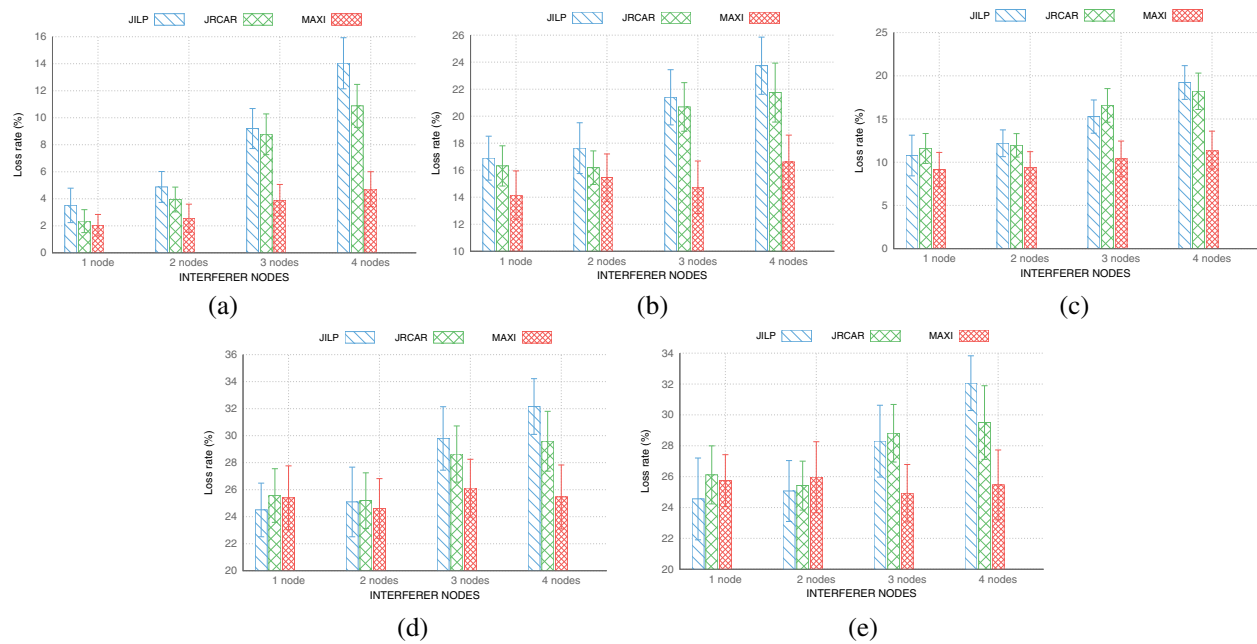 JILP JRCAR MAXI
16
14
12
10
8
6
4
2
0
Loss rate (%)
1 node 2 nodes 3 nodes 4 nodes
INTERFERER NODES
(a)
JILP JRCAR MAXI
26
24
22
20
18
16
14
12
10
Loss rate (%)
1 node 2 nodes 3 nodes 4 nodes
INTERFERER NODES
(b)
JILP JRCAR MAXI
25
20
15
10
5
0
Loss rate (%)
1 node 2 nodes 3 nodes 4 nodes
INTERFERER NODES
(c)
JILP JRCAR MAXI
36
34
32
30
28
26
24
22
20
Loss rate (%)
1 node 2 nodes 3 nodes 4 nodes
INTERFERER NODES
(d)
JILP JRCAR MAXI
34
32
30
28
26
24
22
20
Loss rate (%)
1 node 2 nodes 3 nodes 4 nodes
INTERFERER NODES
(e)